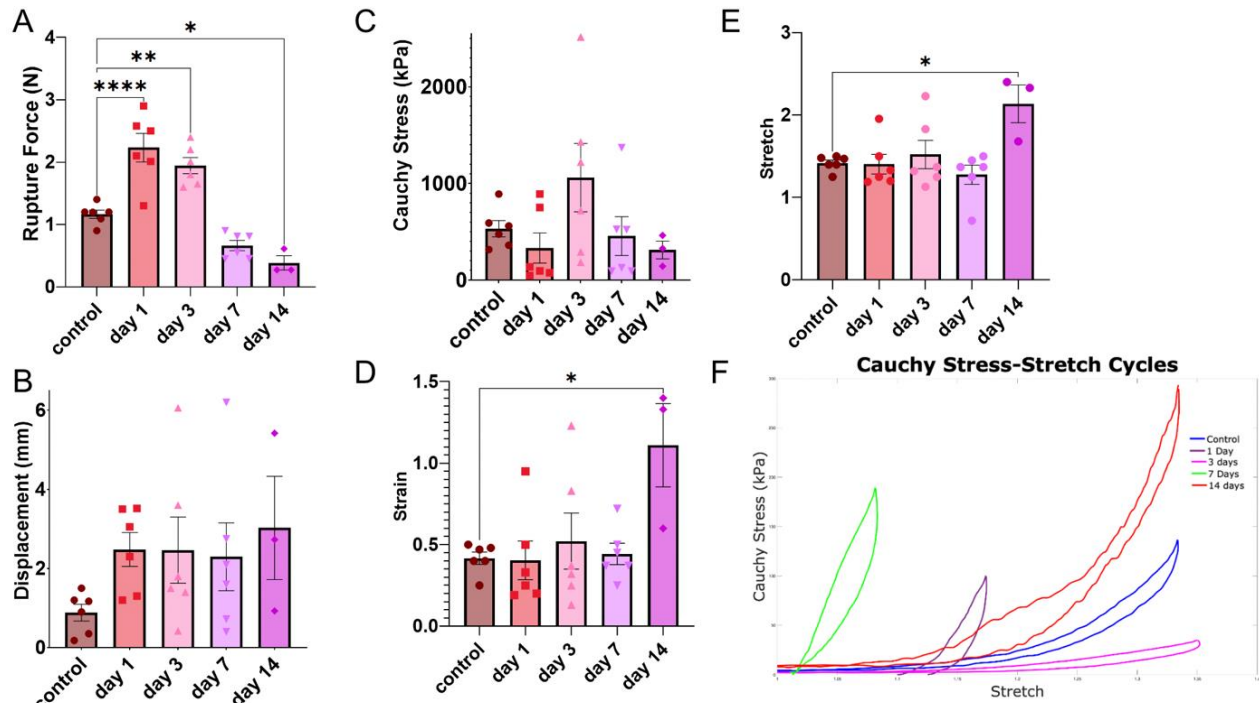 A
Rupture Force (N)
4
3
2
1
0
*
**
****
control
day 1
day 3
day 7
day 14
B
Displacement (mm)
6
4
2
0
control
day 1
day 3
day 7
day 14
C
Cauchy Stress (kPa)
2000
1000
0
control
day 1
day 3
day 7
day 14
D
Strain
1.5
1.0
0.5
0.0
*
control
day 1
day 3
day 7
day 14
E
Stretch
3
2
1
0
*
control
day 1
day 3
day 7
day 14
F
Cauchy Stress-Stretch Cycles
Cauchy Stress (kPa)
Control
1 Day
3 days
7 Days
14 days
Stretch